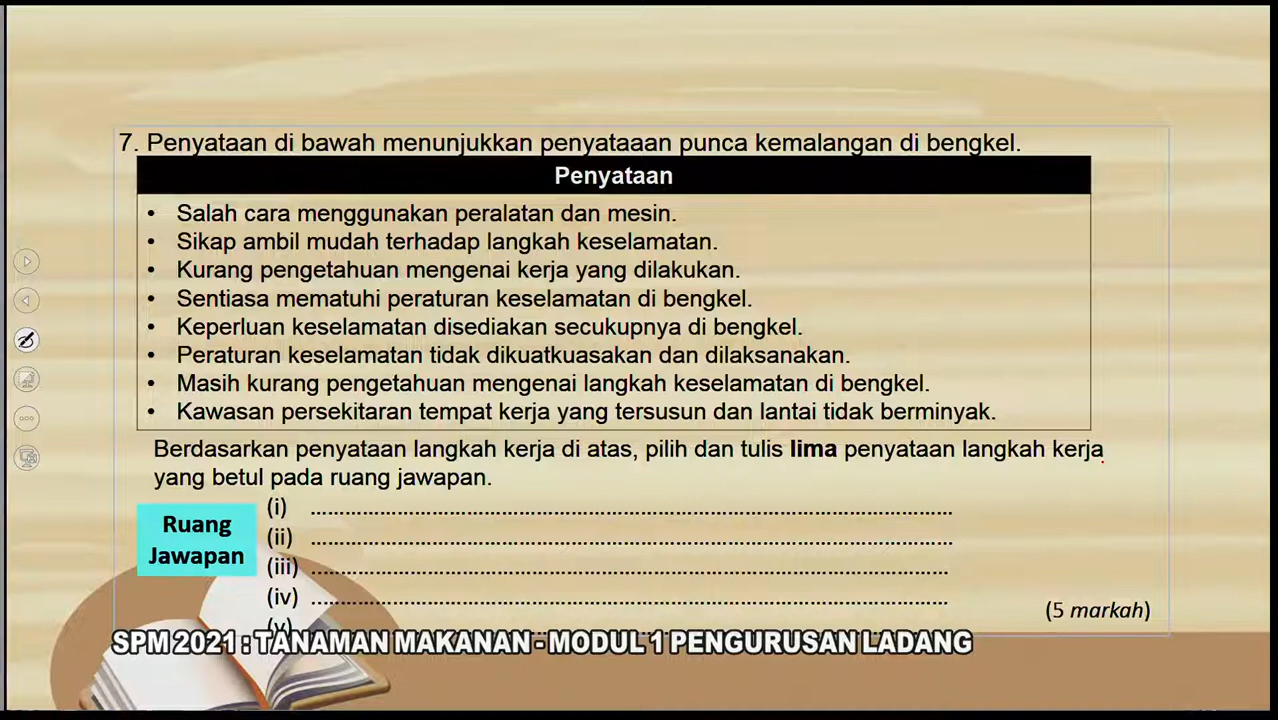 7. Penyataan di bawah menunjukkan penyataaan punca kemalangan di bengkel.
Penyataan
• Salah cara menggunakan peralatan dan mesin.
• Sikap ambil mudah terhadap langkah keselamatan.
• Kurang pengetahuan mengenai kerja yang dilakukan.
• Sentiasa mematuhi peraturan keselamatan di bengkel.
• Keperluan keselamatan disediakan secukupnya di bengkel.
• Peraturan keselamatan tidak dikuatkuasakan dan dilaksanakan.
• Masih kurang pengetahuan mengenai langkah keselamatan di bengkel.
• Kawasan persekitaran tempat kerja yang tersusun dan lantai tidak berminyak.
Berdasarkan penyataan langkah kerja di atas, pilih dan tulis lima penyataan langkah kerja
yang betul pada ruang jawapan.
Ruang
Jawapan
(i) ....................................................................................................
(ii) ....................................................................................................
(iii) ....................................................................................................
(iv) ....................................................................................................
(v)
(5 markah)
SPM 2021 : TANAMAN MAKANAN - MODUL 1 PENGURUSAN LADANG